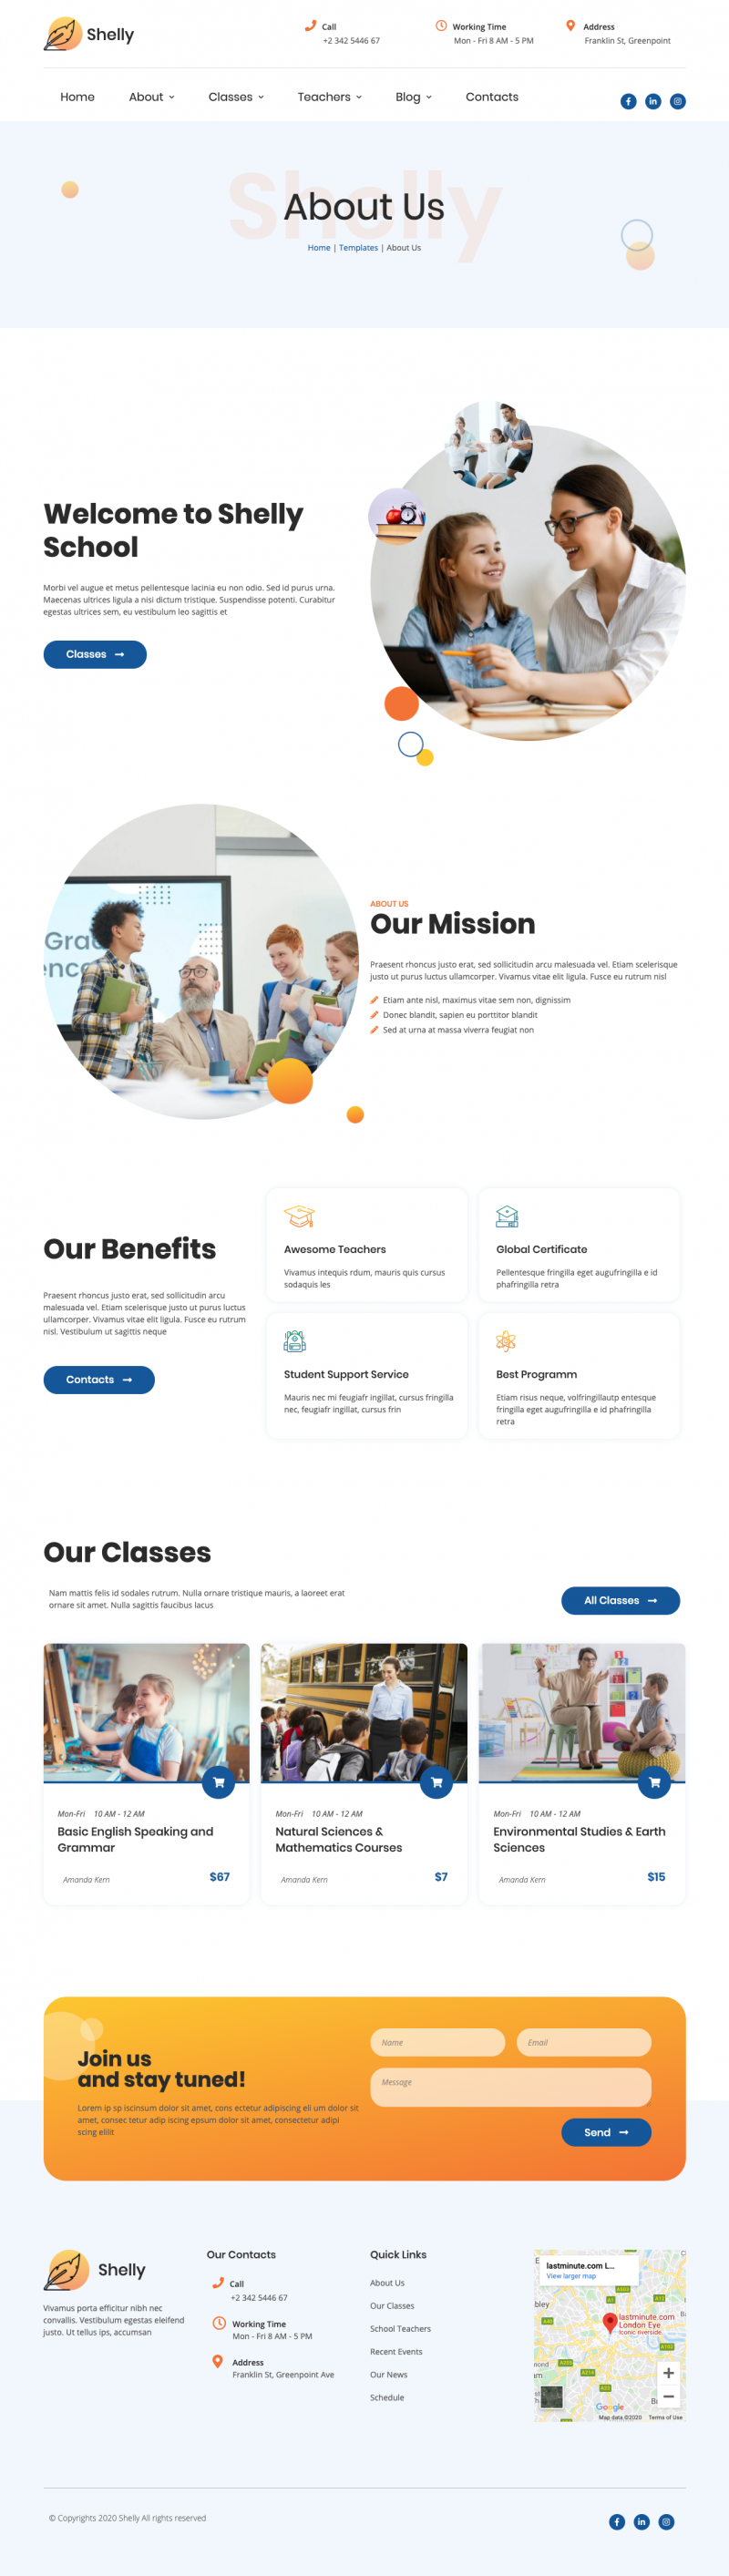 Shelly
Call
+2 342 5446 67
Working Time
Mon - Fri 8 AM - 5 PM
Address
Franklin St, Greenpoint
Home About Classes Teachers Blog Contacts
Shelly
About Us
Home | Templates | About Us
Welcome to Shelly
School
Morbi vel augue et metus pellentesque lacinia eu non odio. Sed id purus urna.
Maecenas ultrices ligula a nisi dictum tristique. Suspendisse potenti. Curabitur
egestas ultrices sem, eu vestibulum leo sagittis et
Classes
ABOUT US
Our Mission
Praesent rhoncus justo erat, sed sollicitudin arcu malesuada vel. Etiam scelerisque
justo ut purus luctus ullamcorper. Vivamus vitae elit ligula. Fusce eu rutrum nisl
Etiam ante nisl, maximus vitae sem non, dignissim
Donec blandit, sapien eu porttitor blandit
Sed at urna at massa viverra feugiat non
Our Benefits
Praesent rhoncus justo erat, sed sollicitudin arcu
malesuada vel. Etiam scelerisque justo ut purus luctus
ullamcorper. Vivamus vitae elit ligula. Fusce eu rutrum
nisl. Vestibulum ut sagittis neque
Contacts
Awesome Teachers
Vivamus intequis rdum, mauris quis cursus
sodaquis les
Global Certificate
Pellentesque fringilla eget augufringilla e id
phafringilla retra
Student Support Service
Mauris nec mi feugiafr ingillat, cursus fringilla
nec, feugiafr ingillat, cursus frin
Best Programm
Etiam risus neque, volfringillautp entesque
fringilla eget augufringilla e id phafringilla
retra
Our Classes
Nam mattis felis id sodales rutrum. Nulla ornare tristique mauris, a laoreet erat
ornare sit amet. Nulla sagittis faucibus lacus
All Classes
Mon-Fri 10 AM - 12 AM
Basic English Speaking and
Grammar
Amanda Kern
$67
Mon-Fri 10 AM - 12 AM
Natural Sciences &
Mathematics Courses
Amanda Kern
$7
Mon-Fri 10 AM - 12 AM
Environmental Studies & Earth
Sciences
Amanda Kern
$15
Join us
and stay tuned!
Lorem ip sp iscinsum dolor sit amet, cons ectetur adipiscing eli um dolor sit
amet, consec tetur adip iscing epsum dolor sit amet, consectetur adipi
scing elilit
Name
Email
Message
Send
Shelly
Vivamus porta efficitur nibh nec
convallis. Vestibulum egestas eleifend
justo. Ut tellus ips, accumsan
Our Contacts
Call
+2 342 5446 67
Working Time
Mon - Fri 8 AM - 5 PM
Address
Franklin St, Greenpoint Ave
Quick Links
About Us
Our Classes
School Teachers
Recent Events
Our News
Schedule
lastminute.com L...
View larger map
lastminute.com
London Eye
Iconic riverside
Google
Map data ©2020 Terms of Use
© Copyrights 2020 Shelly All rights reserved